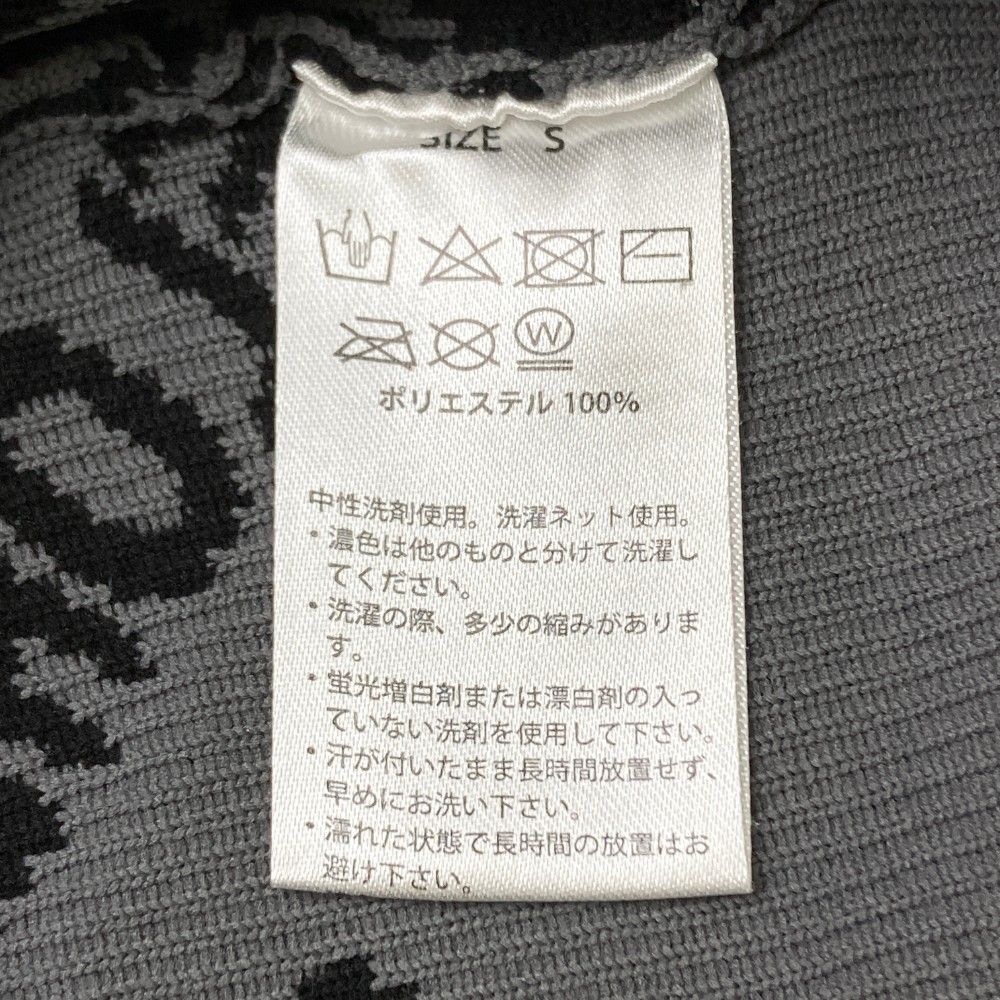 SIZE S
W
ポリエステル 100%
中性洗剤使用。洗濯ネット使用。
・濃色は他のものと分けて洗濯し
てください。
・洗濯の際、多少の縮みがありま
す。
・蛍光増白剤または漂白剤の入っ
ていない洗剤を使用して下さい。
・汗が付いたまま長時間放置せず、
早めにお洗い下さい。
・濡れた状態で長時間の放置はお
避け下さい。